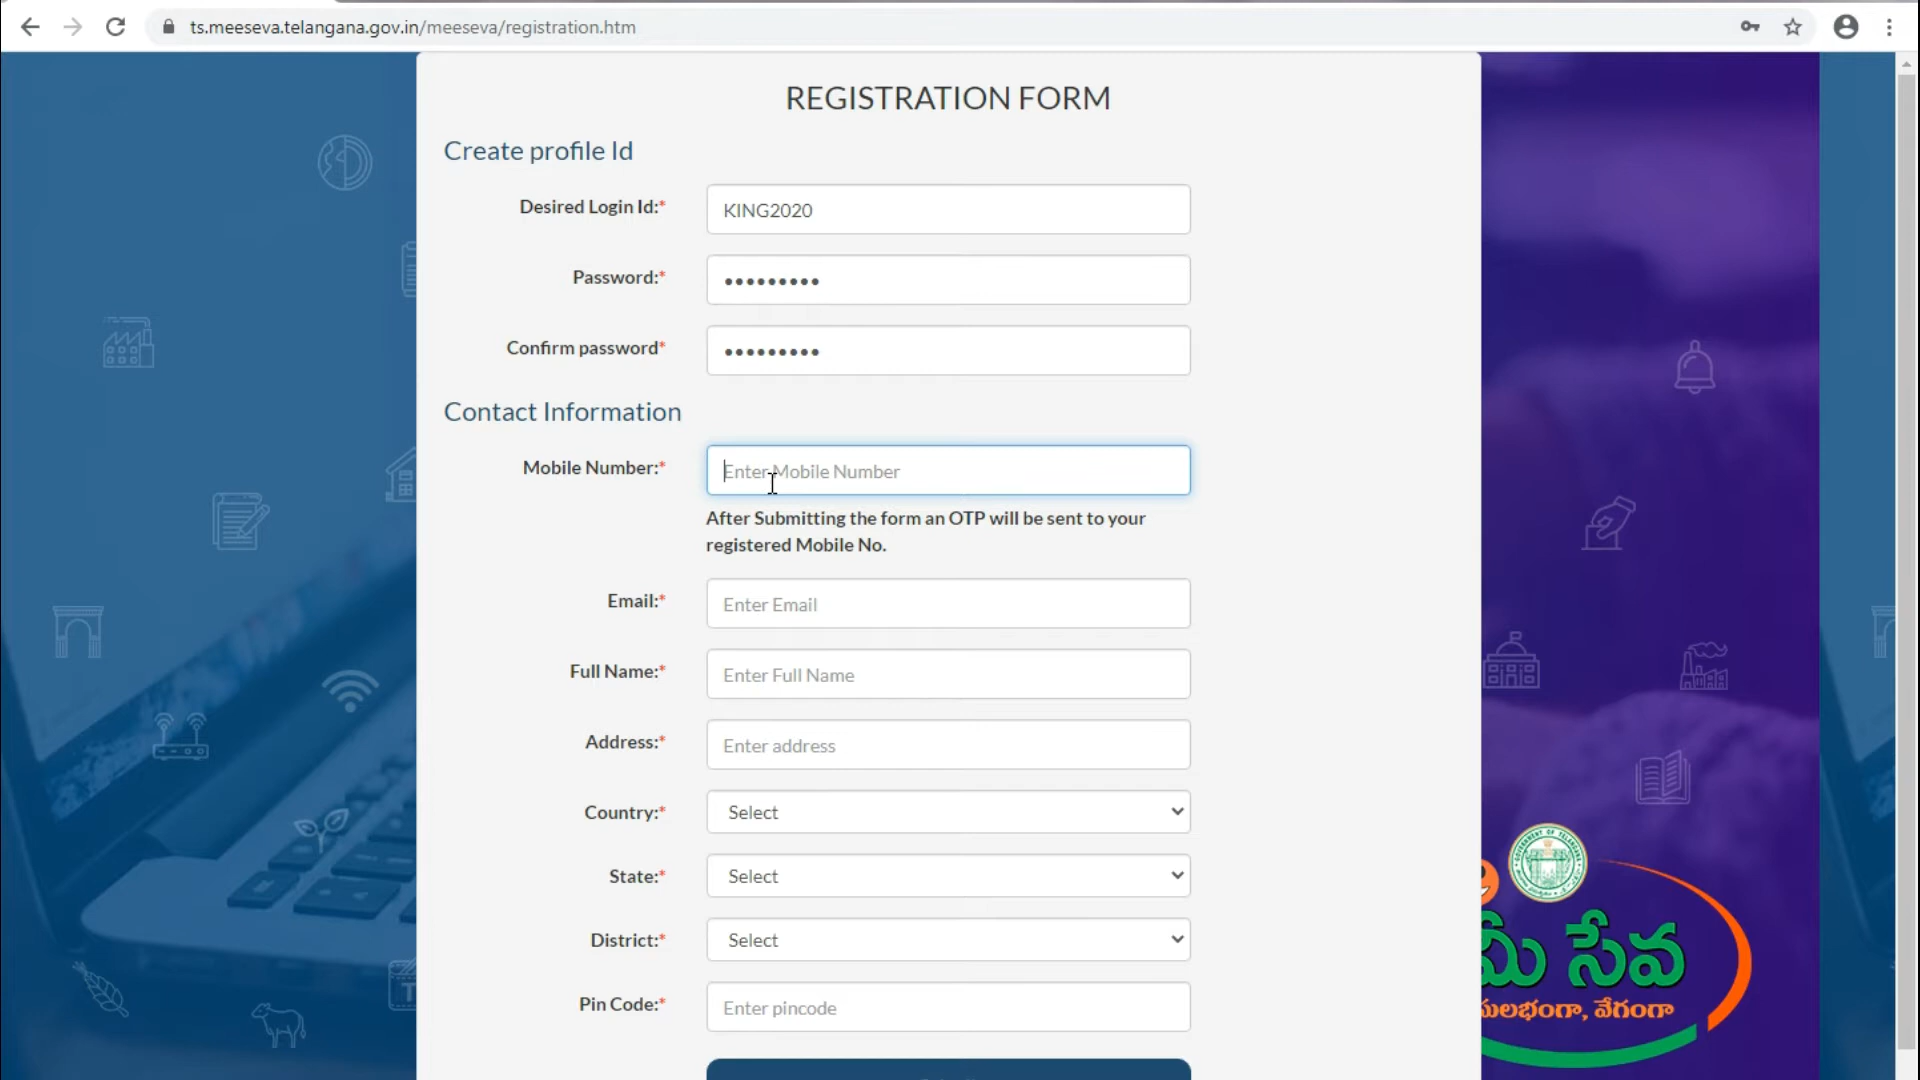 ts.meeseva.telangana.gov.in/meeseva/registration.htm
REGISTRATION FORM
Create profile Id
Desired Login Id:*
KING2020
Password:*
•••••••••
Confirm password*
•••••••••
Contact Information
Mobile Number:*
Enter Mobile Number
After Submitting the form an OTP will be sent to your
registered Mobile No.
Email:*
Enter Email
Full Name:*
Enter Full Name
Address:*
Enter address
Country:*
Select
State:*
Select
District:*
Select
Pin Code:*
Enter pincode
మీ సేవ
వేగంగా